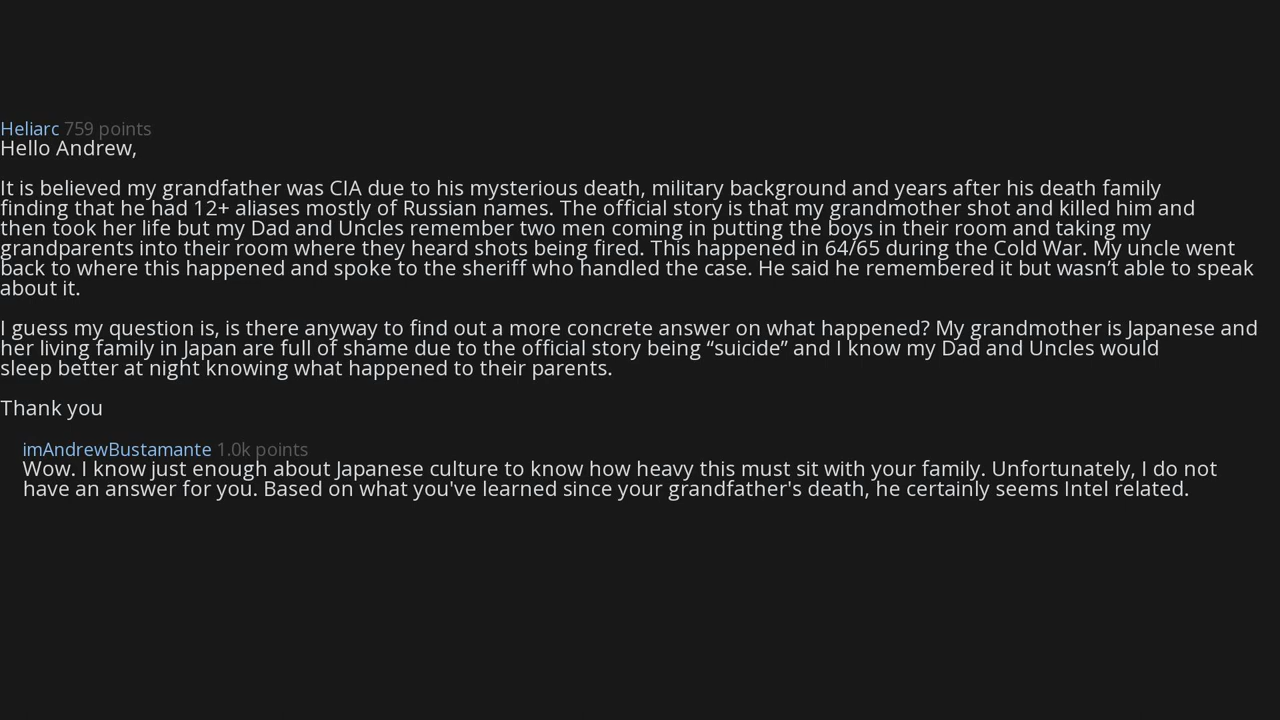 Heliarc 759 points
Hello Andrew,
It is believed my grandfather was CIA due to his mysterious death, military background and years after his death family
finding that he had 12+ aliases mostly of Russian names. The official story is that my grandmother shot and killed him and
then took her life but my Dad and Uncles remember two men coming in putting the boys in their room and taking my
grandparents into their room where they heard shots being fired. This happened in 64/65 during the Cold War. My uncle went
back to where this happened and spoke to the sheriff who handled the case. He said he remembered it but wasn’t able to speak
about it.
I guess my question is, is there anyway to find out a more concrete answer on what happened? My grandmother is Japanese and
her living family in Japan are full of shame due to the official story being “suicide” and I know my Dad and Uncles would
sleep better at night knowing what happened to their parents.
Thank you
imAndrewBustamante 1.0k points
Wow. I know just enough about Japanese culture to know how heavy this must sit with your family. Unfortunately, I do not
have an answer for you. Based on what you've learned since your grandfather's death, he certainly seems Intel related.